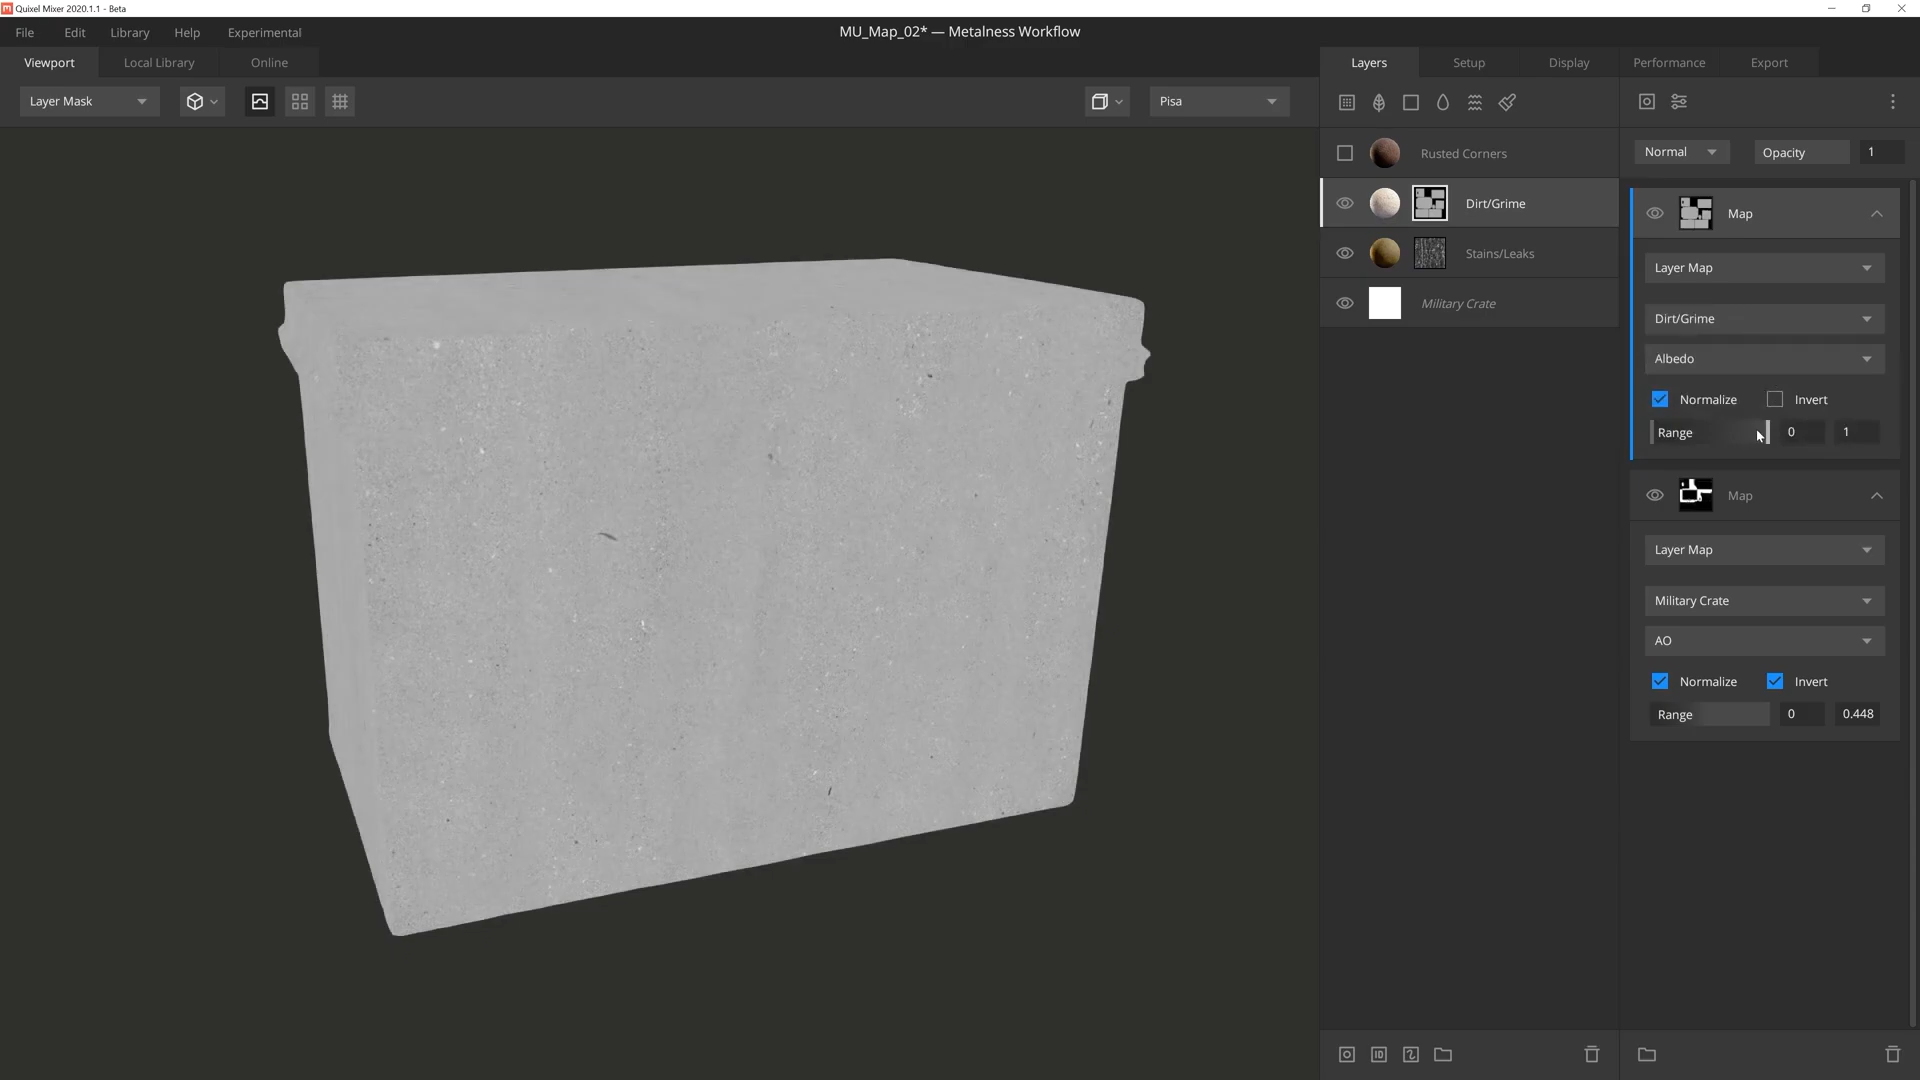 Quixel Mixer 2020.1.1 - Beta
File Edit Library Help Experimental
MU_Map_02* — Metalness Workflow
Viewport Local Library Online
Layers Setup Display Performance Export
Layer Mask
Pisa
Rusted Corners
Dirt/Grime
Stains/Leaks
Military Crate
Normal Opacity 1
Map
Layer Map
Dirt/Grime
Albedo
Normalize Invert
Range 0 1
Map
Layer Map
Military Crate
AO
Normalize Invert
Range 0 0.448